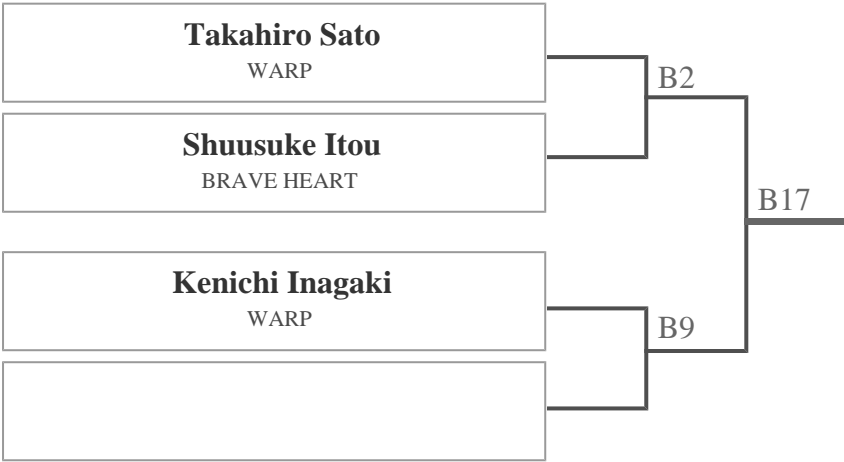 Takahiro Sato
WARP
B2
Shuusuke Itou
BRAVE HEART
B17
Kenichi Inagaki
WARP
B9